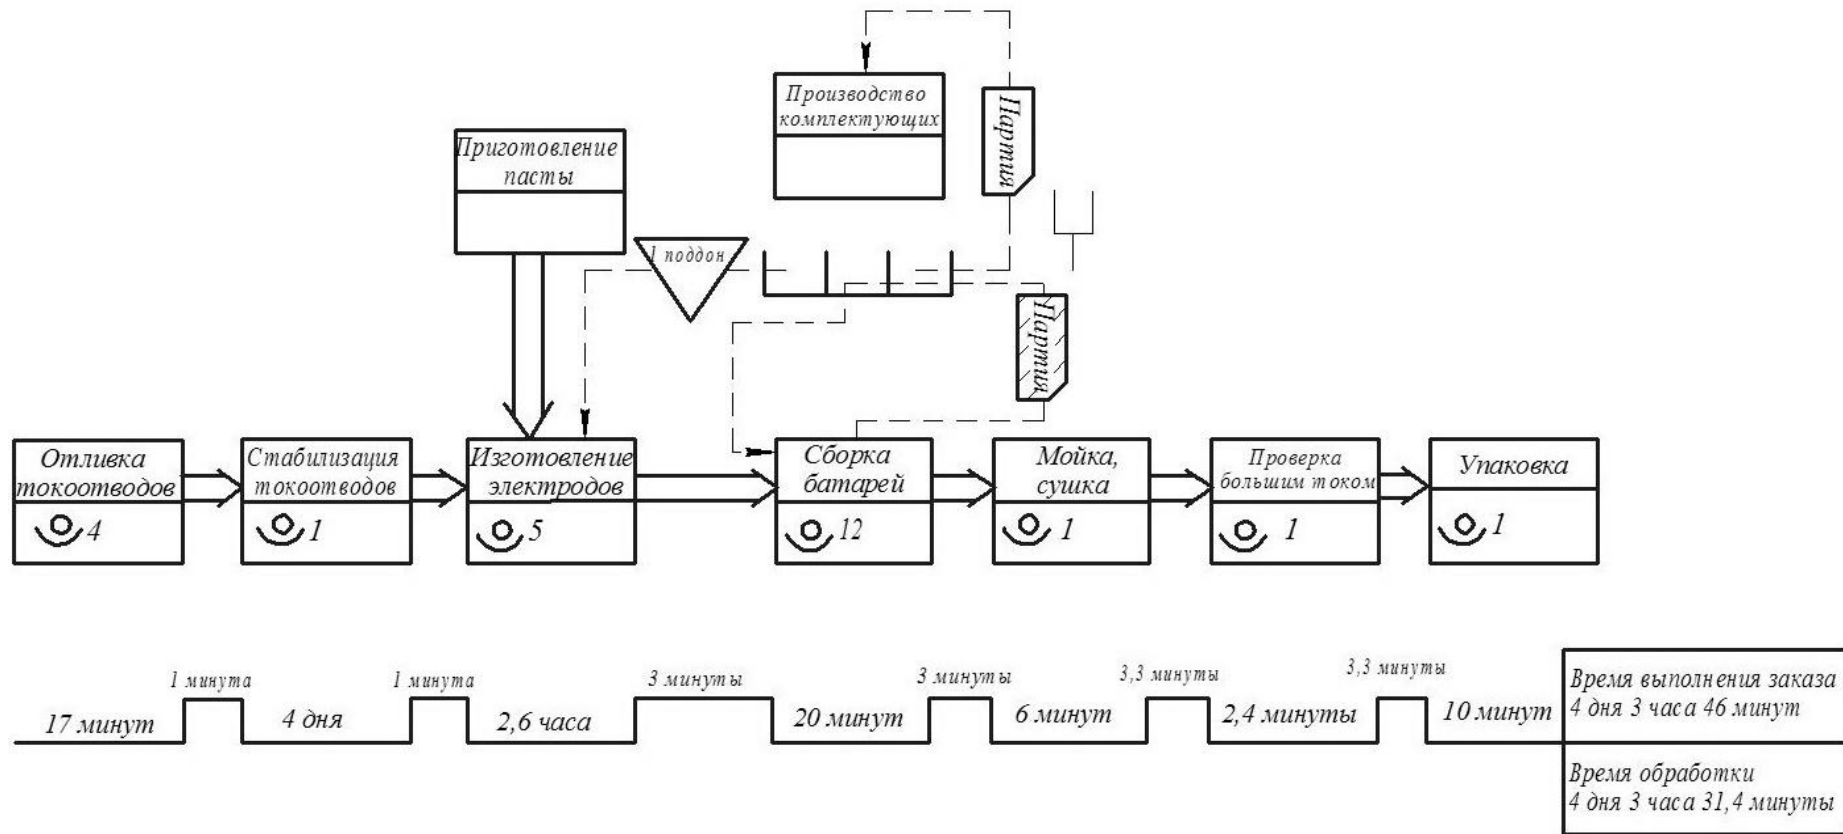 Производство
комплектующих
Партия
Приготовление
пасты
1 поддон
Партия
Отливка
токоотводов
4
Стабилизация
токоотводов
1
Изготовление
электродов
5
Сборка
батарей
12
Мойка,
сушка
1
Проверка
большим током
1
Упаковка
1
17 минут
1 минута
4 дня
1 минута
2,6 часа
3 минуты
20 минут
3 минуты
6 минут
3,3 минуты
2,4 минуты
3,3 минуты
10 минут
Время выполнения заказа
4 дня 3 часа 46 минут
Время обработки
4 дня 3 часа 31,4 минуты